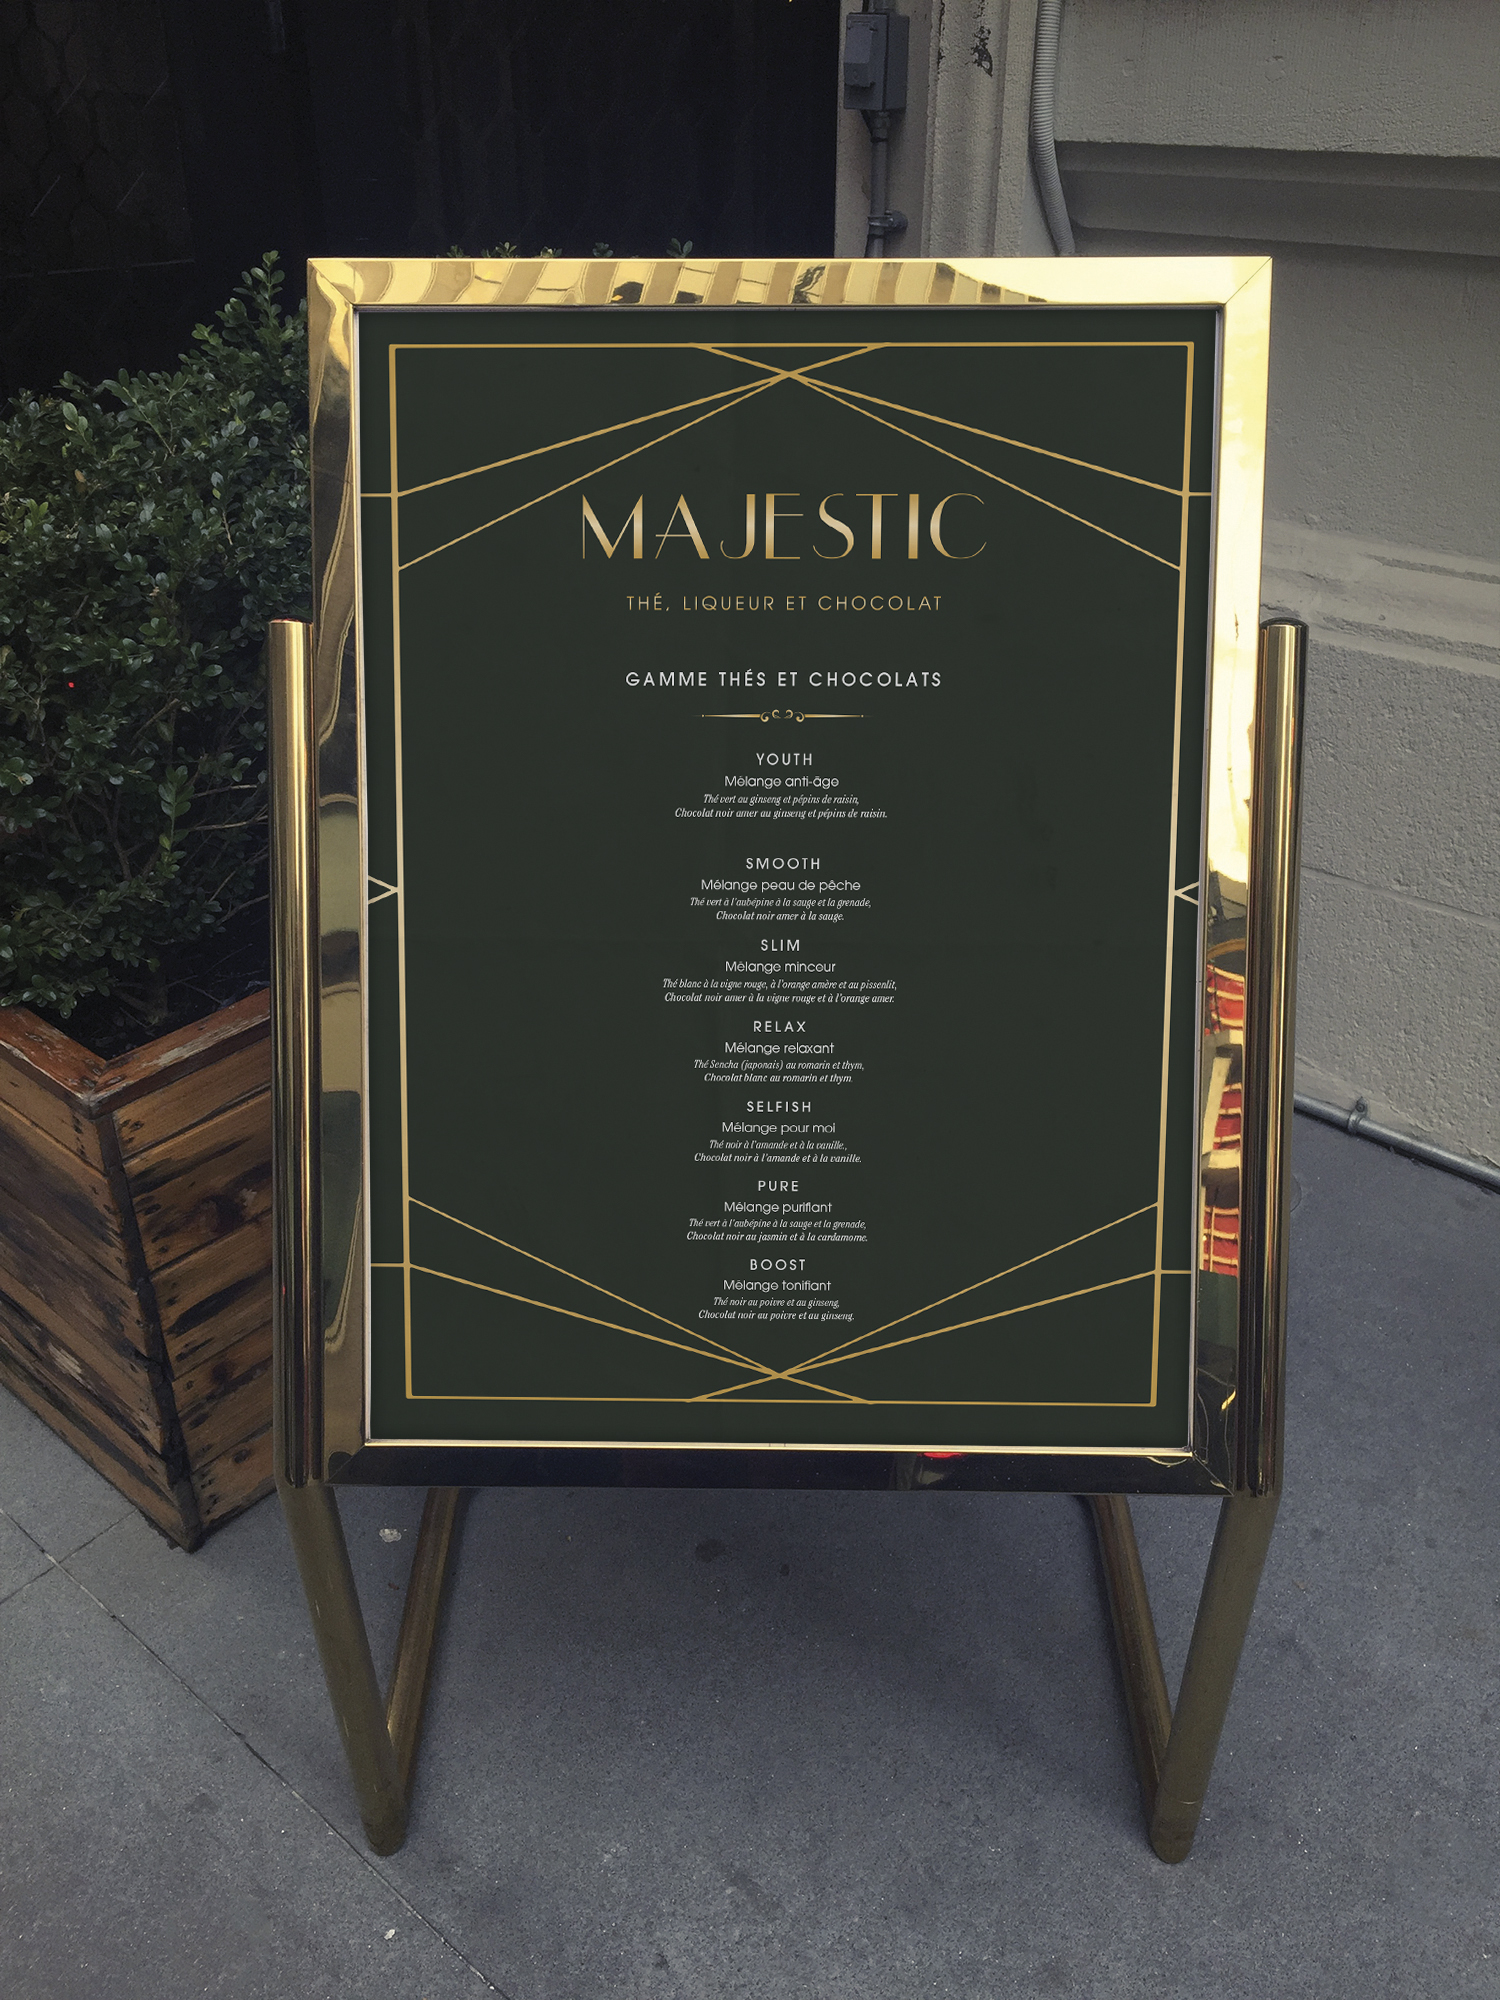 MAJESTIC
THÉ, LIQUEUR ET CHOCOLAT
GAMME THÉS ET CHOCOLATS
YOUTH
Mélange anti-âge
Thé vert au ginseng et pépins de raisin,
Chocolat noir amer au ginseng et pépins de raisin.
SMOOTH
Mélange peau de pêche
Thé vert à l'aubépine à la sauge et la grenade,
Chocolat noir amer à la sauge.
SLIM
Mélange minceur
Thé blanc à la vigne rouge, à l'orange amère et au pissenlit,
Chocolat noir amer à la vigne rouge et à l'orange amer.
RELAX
Mélange relaxant
Thé Sencha (japonais) au romarin et thym,
Chocolat blanc au romarin et thym
SELFISH
Mélange pour moi
Thé noir à l'amande et à la vanille.,
Chocolat noir à l'amande et à la vanille.
PURE
Mélange purifiant
Thé vert à l'aubépine à la sauge et la grenade,
Chocolat noir au jasmin et à la cardamome.
BOOST
Mélange tonifiant
Thé noir au poivre et au ginseng,
Chocolat noir au poivre et au ginseng.